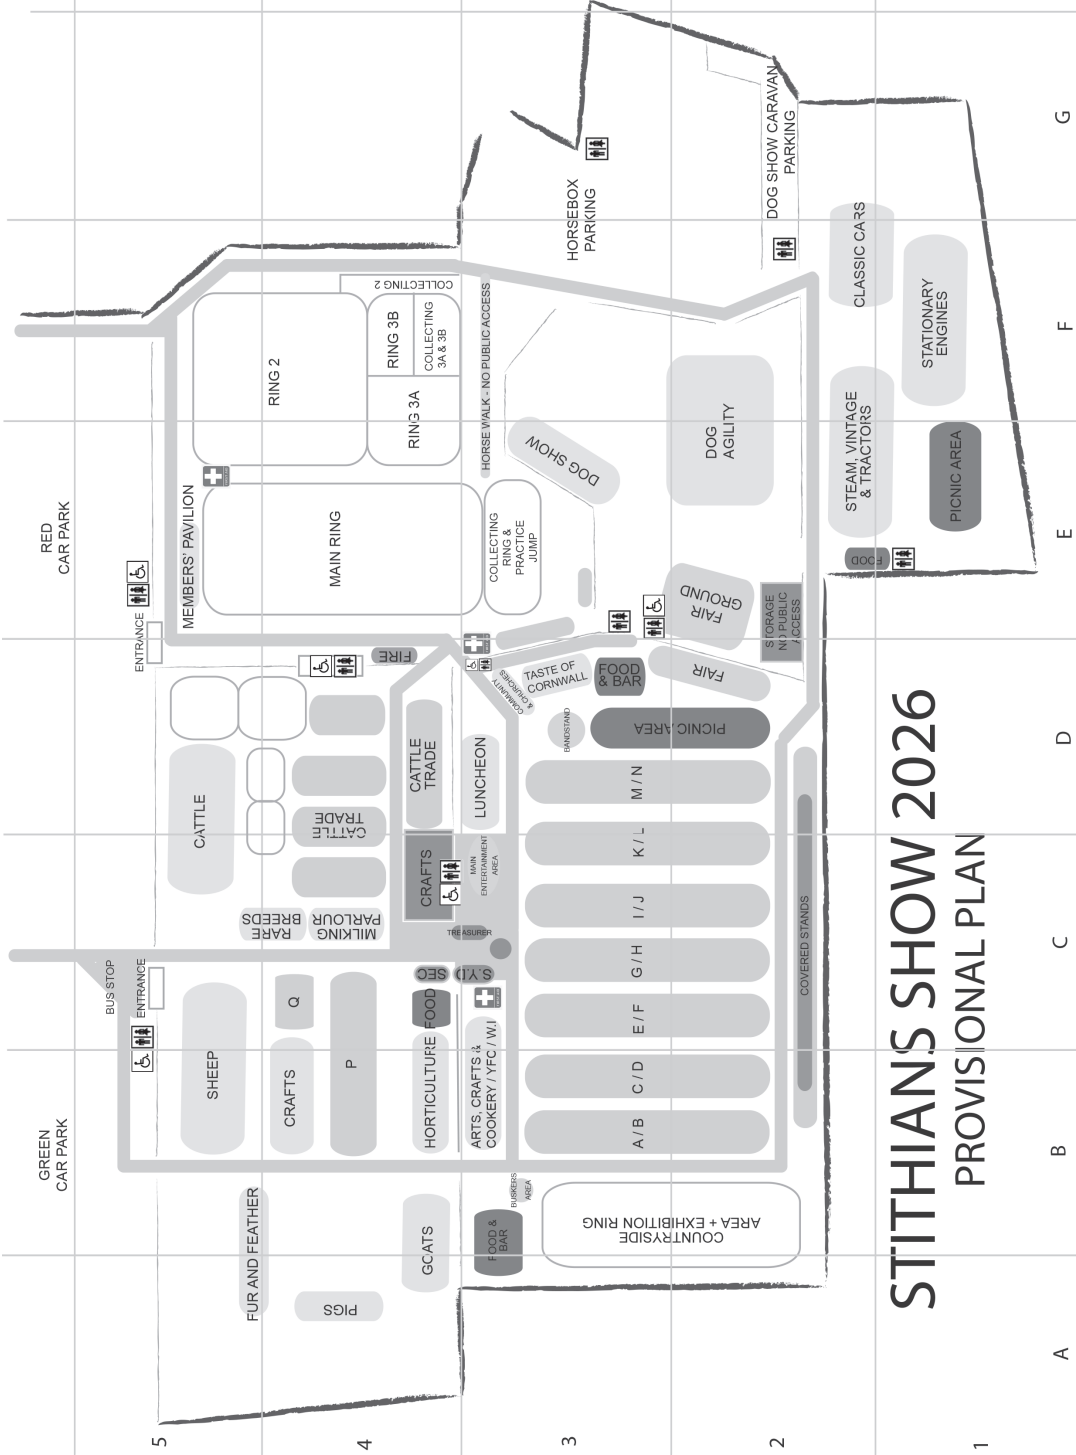 STITHIANS SHOW 2026
PROVISIONAL PLAN
RED
CAR PARK
GREEN
CAR PARK
ENTRANCE
ENTRANCE
BUS STOP
MEMBERS' PAVILION
MAIN RING
RING 2
RING 3A
RING 3B
COLLECTING
3A & 3B
COLLECTING 2
COLLECTING
RING &
PRACTICE
JUMP
HORSE WALK - NO PUBLIC ACCESS
HORSEBOX
PARKING
DOG SHOW CARAVAN
PARKING
DOG SHOW
DOG
AGILITY
CLASSIC CARS
STATIONARY
ENGINES
STEAM, VINTAGE
& TRACTORS
PICNIC AREA
FOOD
FAIR
GROUND
STORAGE
NO PUBLIC
ACCESS
FAIR
FOOD
& BAR
TASTE OF
CORNWALL
COMMUNITY
& CHURCHES
BANDSTAND
PICNIC AREA
FIRE
CATTLE
CATTLE
TRADE
CATTLE
TRADE
LUNCHEON
CRAFTS
MAIN
ENTERTAINMENT
AREA
TREASURER
MILKING
PARLOUR
RARE
BREEDS
SEC
S.Y.D
FOOD
HORTICULTURE
ARTS, CRAFTS &
COOKERY / YFC / W.I
SHEEP
Q
CRAFTS
P
M / N
K / L
I / J
G / H
E / F
C / D
A / B
COVERED STANDS
COUNTRYSIDE
AREA + EXHIBITION RING
BUSKERS
AREA
FOOD &
BAR
GOATS
FUR AND FEATHER
PIGS
A
B
C
D
E
F
G
5
4
3
2
1